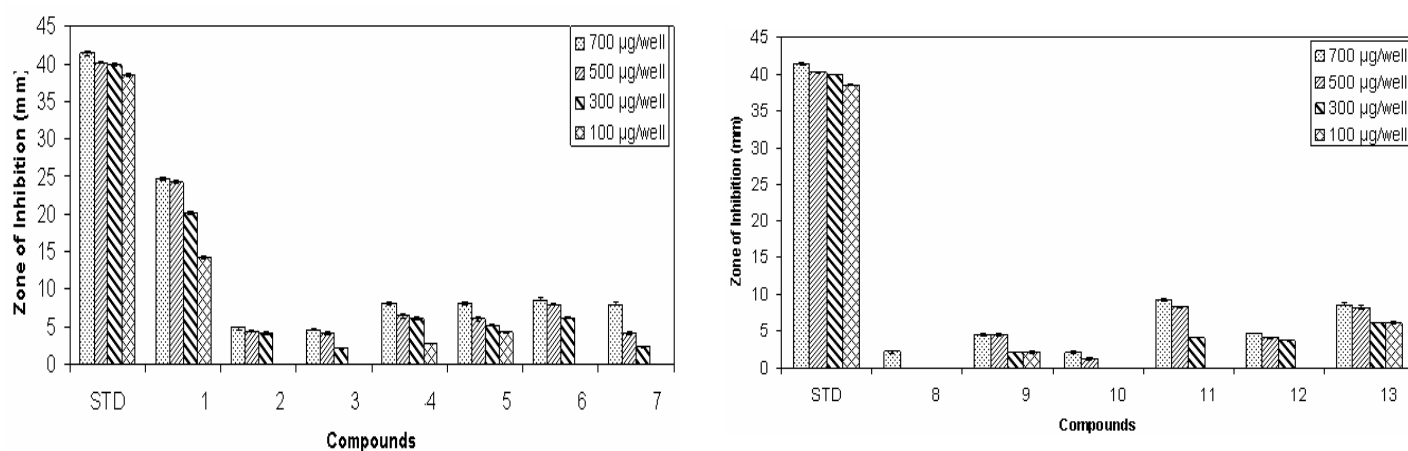 45
40
35
30
25
20
15
10
5
0
Zone of Inhibition (mm)
700 µg/well
500 µg/well
300 µg/well
100 µg/well
STD 1 2 3 4 5 6 7
Compounds
45
40
35
30
25
20
15
10
5
0
Zone of Inhibition (mm)
700 µg/well
500 µg/well
300 µg/well
100 µg/well
STD 8 9 10 11 12 13
Compounds